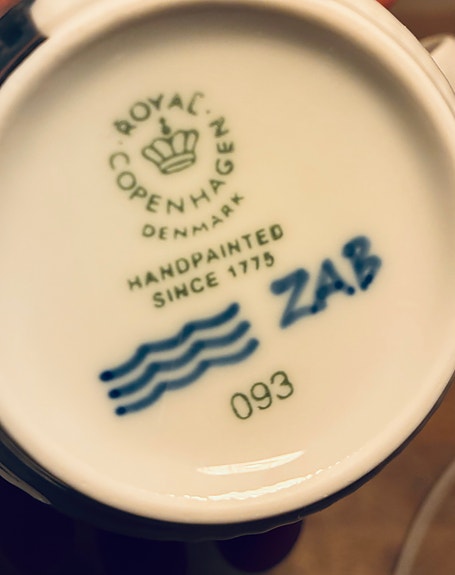 ROYAL
COPENHAGEN
DENMARK
HANDPAINTED
SINCE 1775
ZAB
093